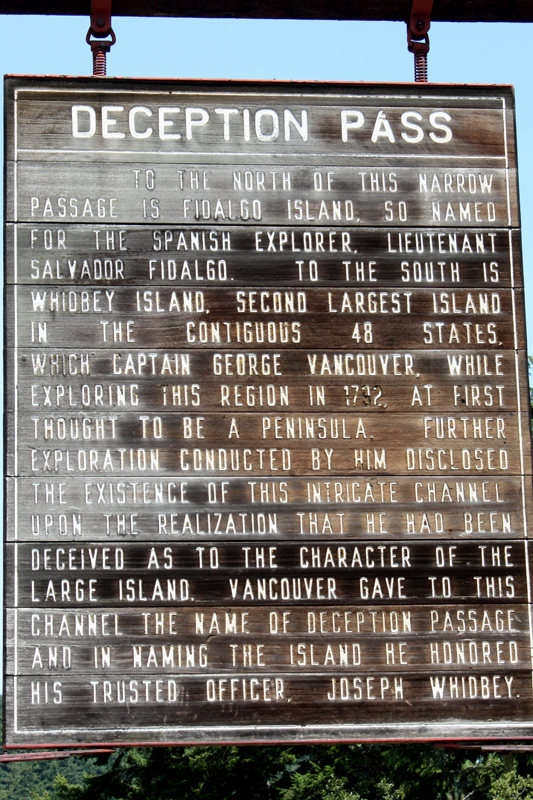 DECEPTION PASS
TO THE NORTH OF THIS NARROW
PASSAGE IS FIDALGO ISLAND, SO NAMED
FOR THE SPANISH EXPLORER, LIEUTENANT
SALVADOR FIDALGO. TO THE SOUTH IS
WHIDBEY ISLAND, SECOND LARGEST ISLAND
IN THE CONTIGUOUS 48 STATES,
WHICH CAPTAIN GEORGE VANCOUVER, WHILE
EXPLORING THIS REGION IN 1792, AT FIRST
THOUGHT TO BE A PENINSULA. FURTHER
EXPLORATION CONDUCTED BY HIM DISCLOSED
THE EXISTENCE OF THIS INTRICATE CHANNEL
UPON THE REALIZATION THAT HE HAD BEEN
DECEIVED AS TO THE CHARACTER OF THE
LARGE ISLAND. VANCOUVER GAVE TO THIS
CHANNEL THE NAME OF DECEPTION PASSAGE
AND IN NAMING THE ISLAND HE HONORED
HIS TRUSTED OFFICER, JOSEPH WHIDBEY.